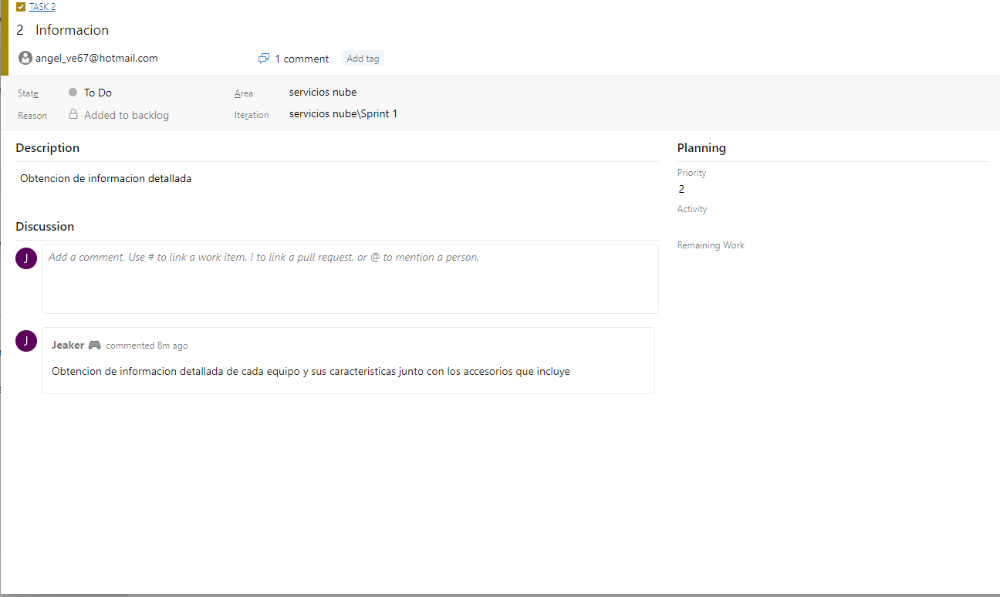 TASK 2
2 Informacion
angel_ve67@hotmail.com 1 comment Add tag
State To Do Area servicios nube
Reason Added to backlog Iteration servicios nube\Sprint 1
Description
Obtencion de informacion detallada
Planning
Priority
2
Activity
Remaining Work
Discussion
J Add a comment. Use # to link a work item, ! to link a pull request, or @ to mention a person.
J Jeaker 🎮 commented 8m ago
Obtencion de informacion detallada de cada equipo y sus caracteristicas junto con los accesorios que incluye